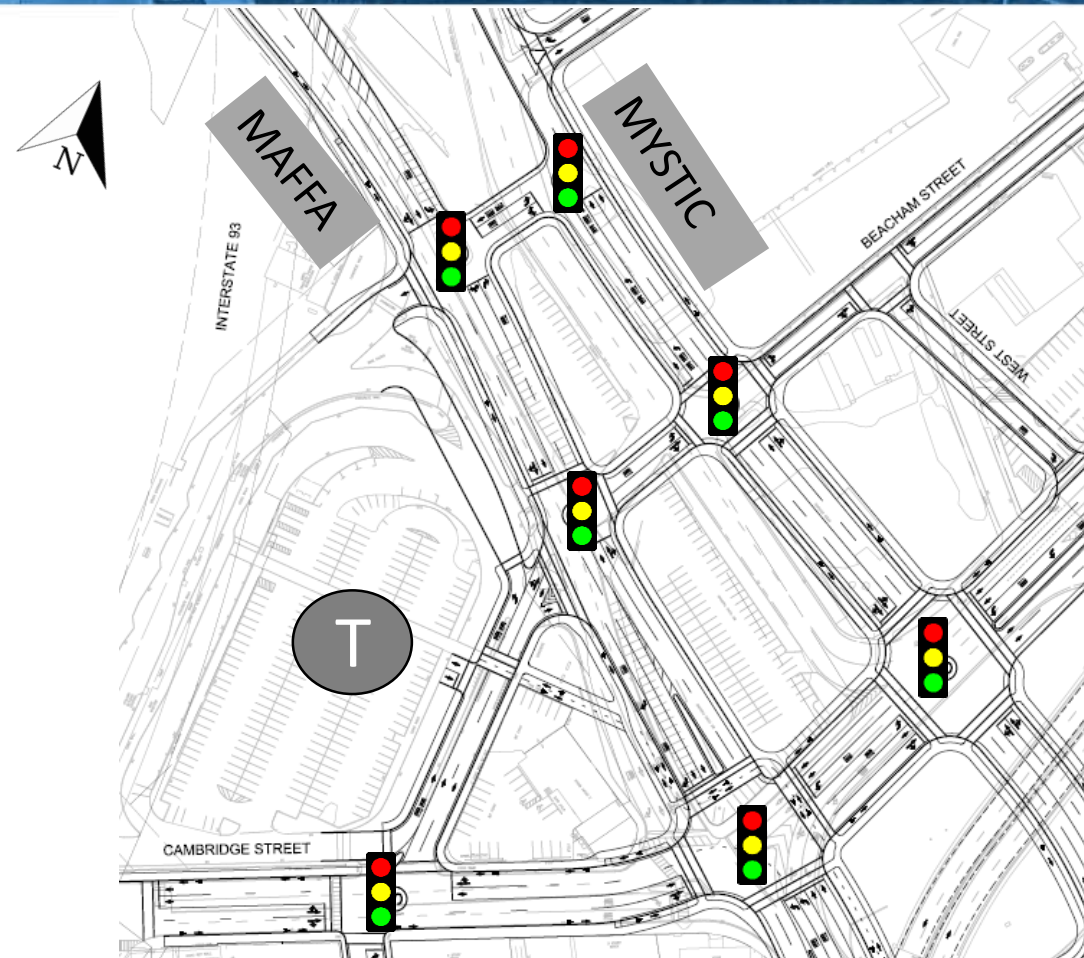 MAFFA
MYSTIC
N
BEACHAM STREET
INTERSTATE 93
WEST STREET
T
CAMBRIDGE STREET